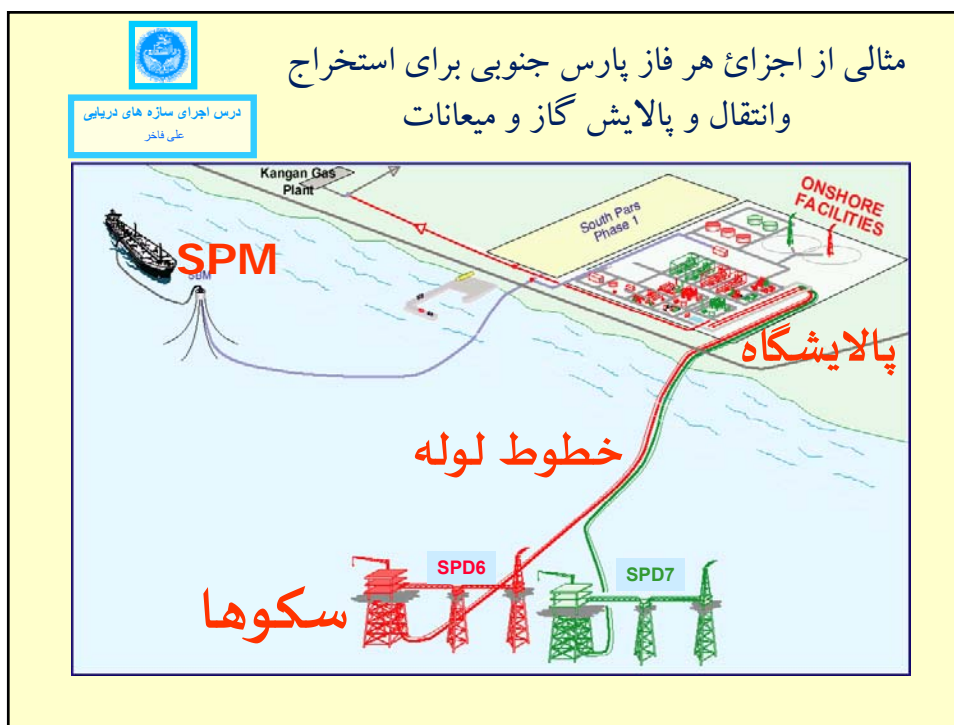 مثالی از اجزائ هر فاز پارس جنوبی برای استخراج
وانتقال و پالایش گاز و میعانات
درس اجرای سازه های دریایی
علی فاخر
Kangan Gas
Plant
South Pars
Phase 1
ONSHORE
FACILITIES
SPM
SBM
پالایشگاه
خطوط لوله
SPD6
SPD7
سکوها